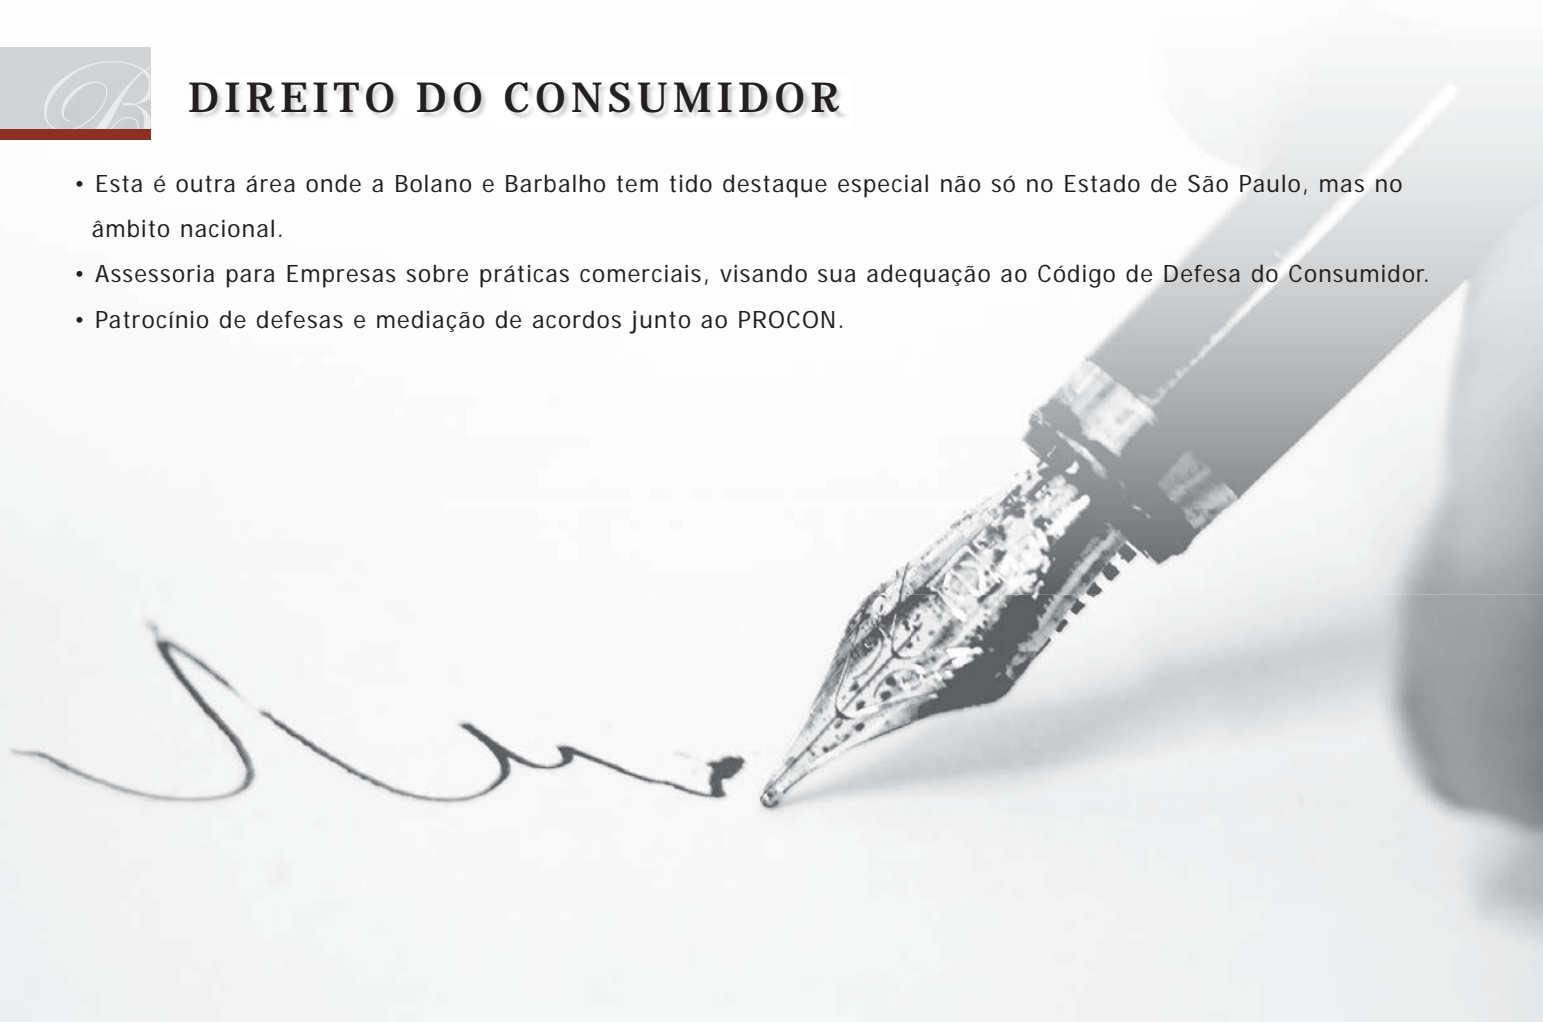 B
DIREITO DO CONSUMIDOR
• Esta é outra área onde a Bolano e Barbalho tem tido destaque especial não só no Estado de São Paulo, mas no
âmbito nacional.
• Assessoria para Empresas sobre práticas comerciais, visando sua adequação ao Código de Defesa do Consumidor.
• Patrocínio de defesas e mediação de acordos junto ao PROCON.